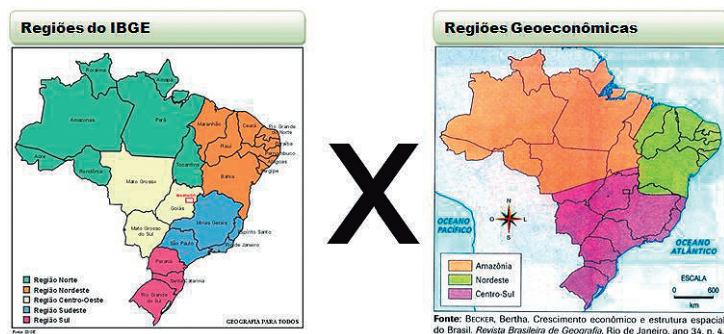 Regiões do IBGE
Roraima
Amapá
Amazonas
Pará
Maranhão
Ceará
Rio Grande
do Norte
Paraíba
Pernambuco
Alagoas
Sergipe
Piauí
Acre
Rondônia
Tocantins
Bahia
Mato Grosso
Goiás
Minas Gerais
Espírito Santo
Mato Grosso
do Sul
São Paulo
Rio de Janeiro
Paraná
Santa Catarina
Rio Grande
do Sul
Região Norte
Região Nordeste
Região Centro-Oeste
Região Sudeste
Região Sul
GEOGRAFIA PARA TODOS
Fonte: IBGE
X
Regiões Geoeconômicas
N
O
L
S
OCEANO
PACÍFICO
OCEANO
ATLÂNTICO
Amazônia
Nordeste
Centro-Sul
ESCALA
0 600
km
Fonte: BECKER, Bertha. Crescimento econômico e estrutura espacial
do Brasil. Revista Brasileira de Geografia, Rio de Janeiro, ano 34, n. 4,